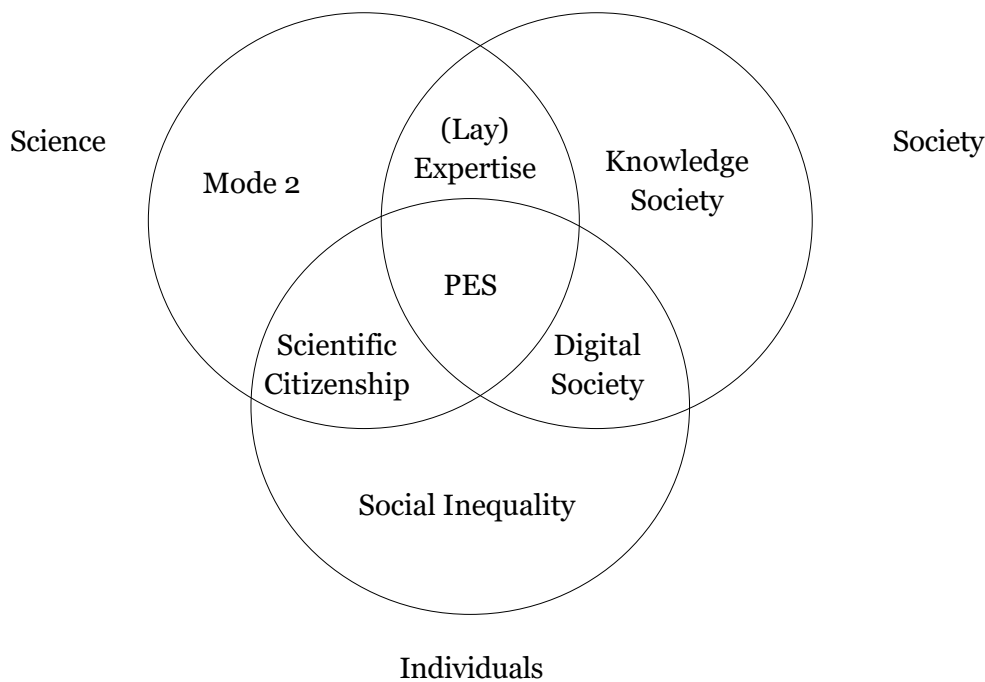 (Lay)
Expertise
Science
Society
Knowledge
Society
Mode 2
PES
Scientific
Citizenship
Digital
Society
Social Inequality
Individuals